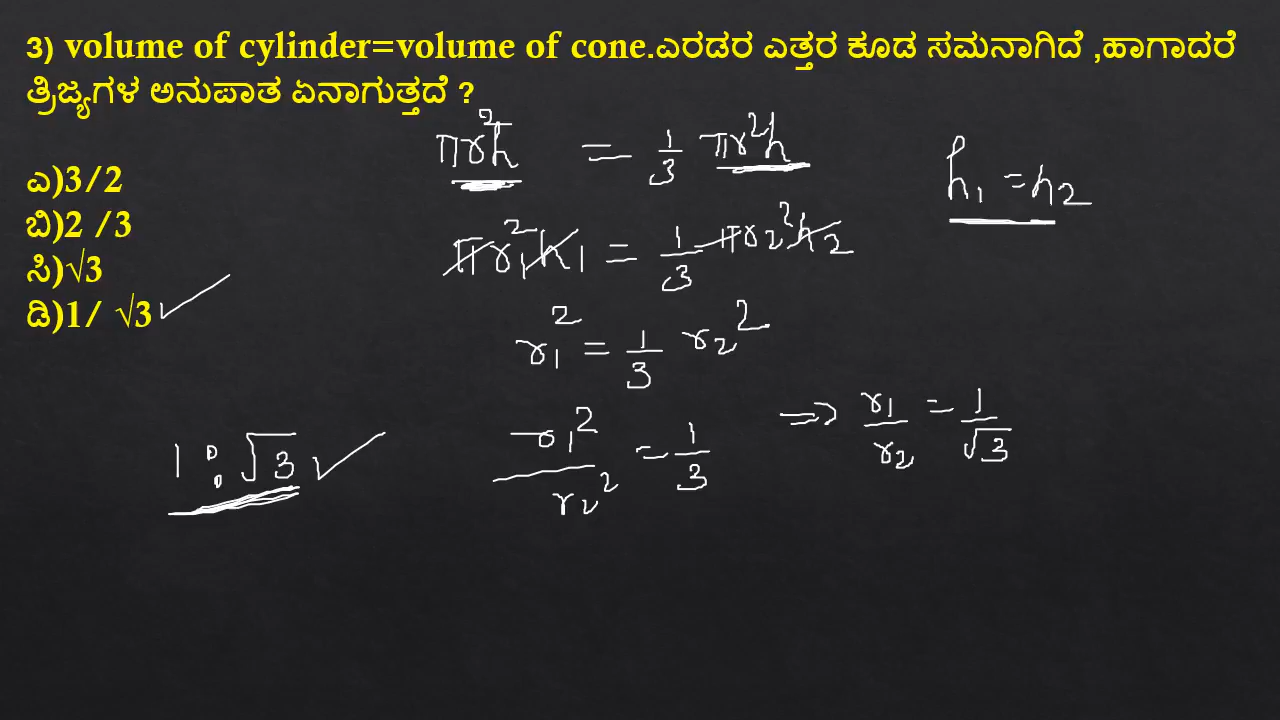 3) volume of cylinder=volume of cone.ಎರಡರ ಎತ್ತರ ಕೂಡ ಸಮನಾಗಿದೆ ,ಹಾಗಾದರೆ
ತ್ರಿಜ್ಯಗಳ ಅನುಪಾತ ಏನಾಗುತ್ತದೆ ?
ಎ)3/2
ಬಿ)2 /3
ಸಿ)√3
ಡಿ)1/ √3
πr²h = 1/3 πr²h
h₁ = h₂
πr₁²h₁ = 1/3 πr₂²h₂
r₁² = 1/3 r₂²
r₁²/r₂² = 1/3 ⇒ r₁/r₂ = 1/√3
1 : √3